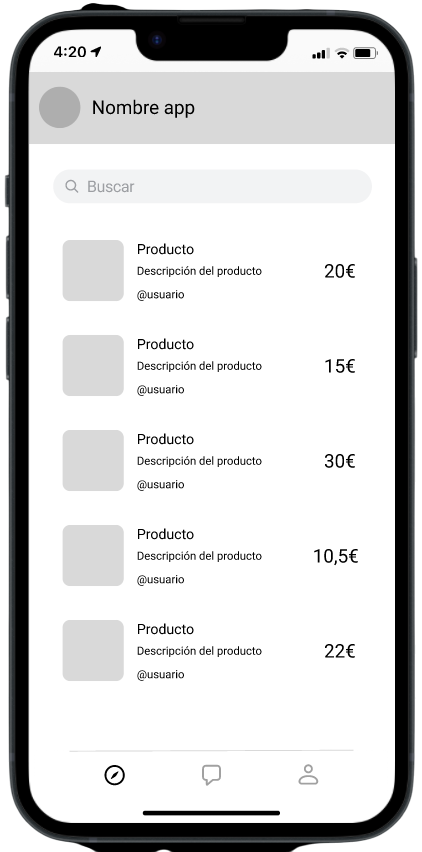 4:20
Nombre app
Buscar
Producto
Descripción del producto
20€
@usuario
Producto
Descripción del producto
15€
@usuario
Producto
Descripción del producto
30€
@usuario
Producto
Descripción del producto
10,5€
@usuario
Producto
Descripción del producto
22€
@usuario